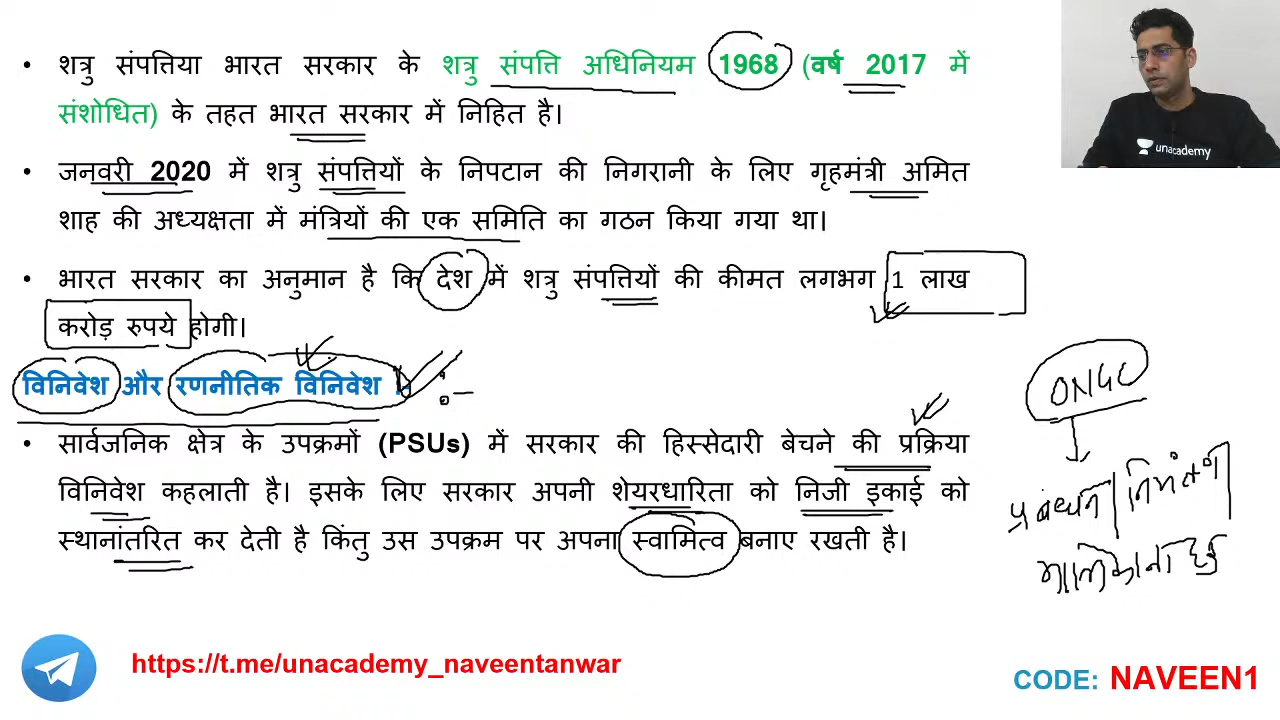 • शत्रु संपत्तिया भारत सरकार के शत्रु संपत्ति अधिनियम 1968 (वर्ष 2017 में
संशोधित) के तहत भारत सरकार में निहित है।
• जनवरी 2020 में शत्रु संपत्तियों के निपटान की निगरानी के लिए गृहमंत्री अमित
शाह की अध्यक्षता में मंत्रियों की एक समिति का गठन किया गया था।
• भारत सरकार का अनुमान है कि देश में शत्रु संपत्तियों की कीमत लगभग 1 लाख
करोड़ रुपये होगी।
विनिवेश और रणनीतिक विनिवेश :-
• सार्वजनिक क्षेत्र के उपक्रमों (PSUs) में सरकार की हिस्सेदारी बेचने की प्रक्रिया
विनिवेश कहलाती है। इसके लिए सरकार अपनी शेयरधारिता को निजी इकाई को
स्थानांतरित कर देती है किंतु उस उपक्रम पर अपना स्वामित्व बनाए रखती है।
unacademy
ONGC
प्रबंधन नियंत्रण
मालिकाना हक
https://t.me/unacademy_naveentanwar
CODE: NAVEEN1